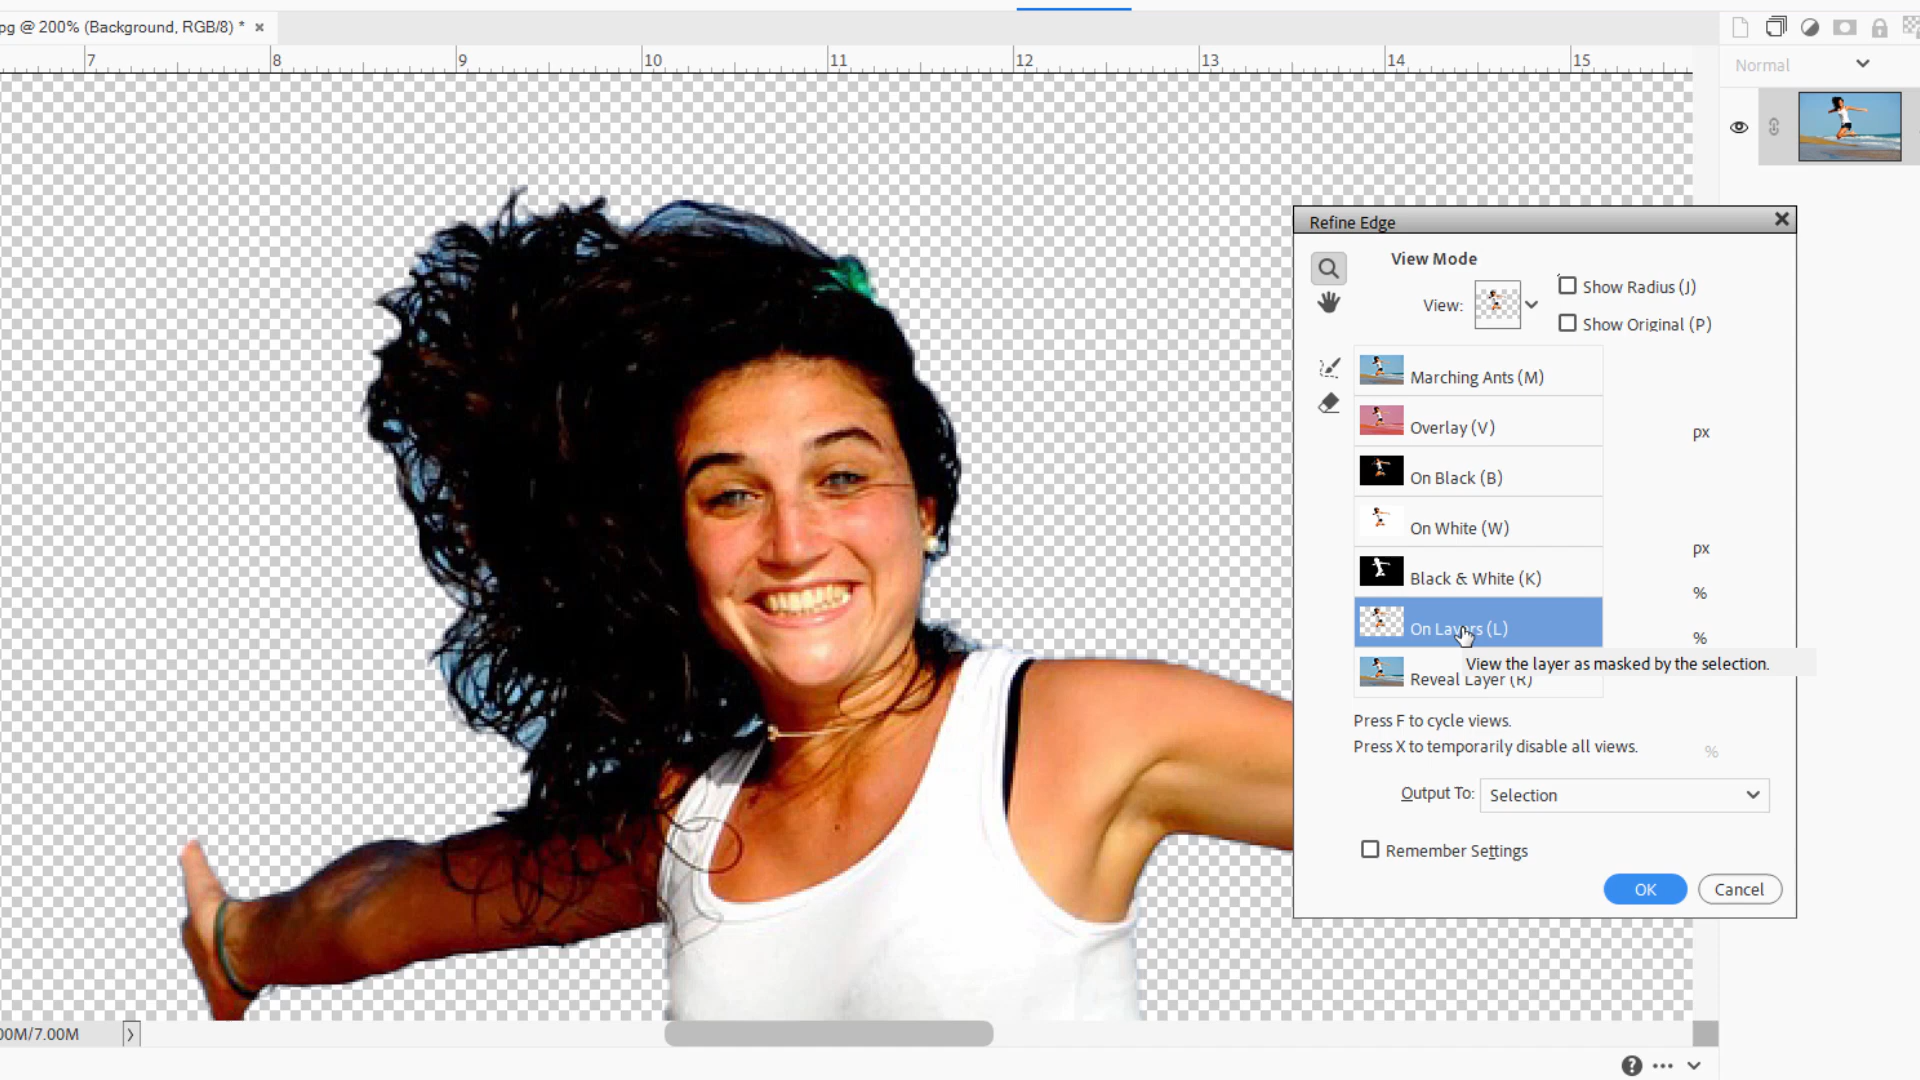 pg @ 200% (Background, RGB/8) * ×
7 8 9 10 11 12 13 14 15
Normal
Refine Edge
View Mode
View:
Show Radius (J)
Show Original (P)
Marching Ants (M)
Overlay (V)
px
On Black (B)
On White (W)
px
Black & White (K)
%
On Layers (L)
%
View the layer as masked by the selection.
Reveal Layer (R)
Press F to cycle views.
Press X to temporarily disable all views.
%
Output To: Selection
Remember Settings
OK Cancel
00M/7.00M